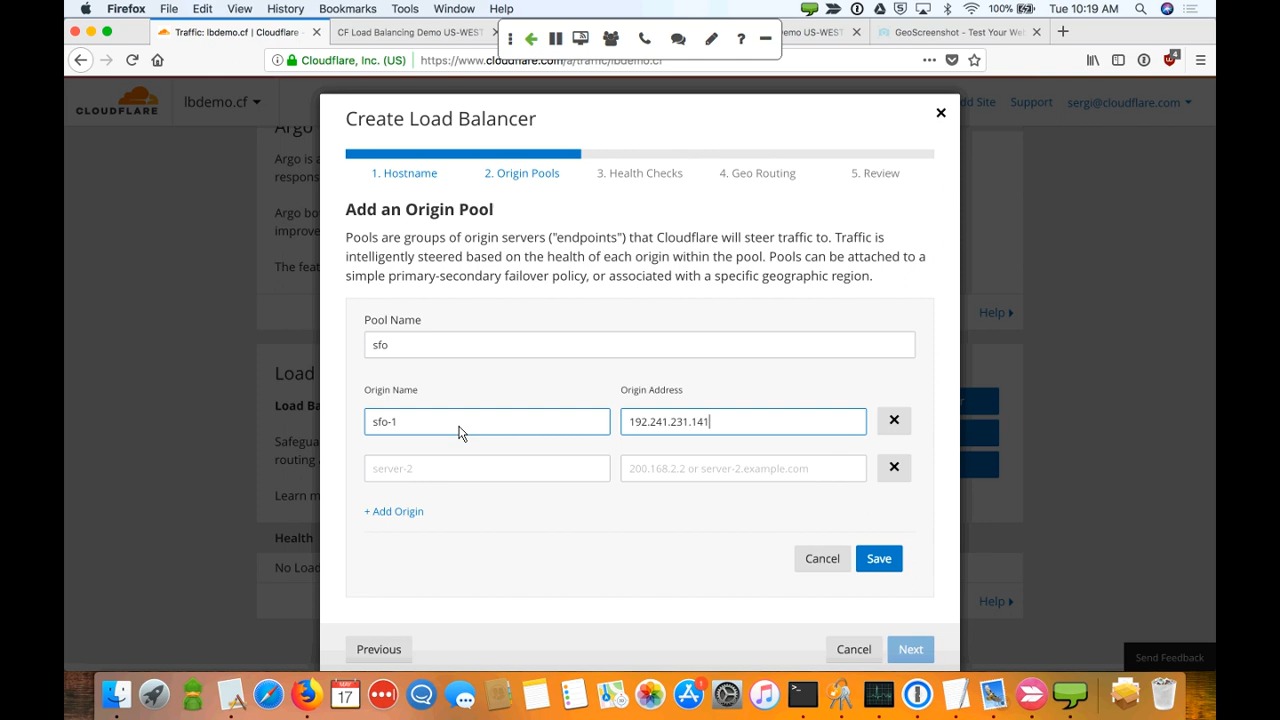 Firefox File Edit View History Bookmarks Tools Window Help 100% Tue 10:19 AM
Traffic: lbdemo.cf | Cloudflare CF Load Balancing Demo US-WEST emo US-WEST GeoScreenshot - Test Your We
Cloudflare, Inc. (US) https://www.cloudflare.com/a/traffic/lbdemo.cf 4
CLOUDFLARE lbdemo.cf dd Site Support sergi@cloudflare.com
Argo
Argo is a
respons
Argo bo
improve
The feat
Help
Load
Load Ba
Safegua
routing
Learn m
Health
No Load
Help
Create Load Balancer
1. Hostname 2. Origin Pools 3. Health Checks 4. Geo Routing 5. Review
Add an Origin Pool
Pools are groups of origin servers ("endpoints") that Cloudflare will steer traffic to. Traffic is
intelligently steered based on the health of each origin within the pool. Pools can be attached to a
simple primary-secondary failover policy, or associated with a specific geographic region.
Pool Name
sfo
Origin Name Origin Address
sfo-1 192.241.231.141
server-2 200.168.2.2 or server-2.example.com
+ Add Origin
Cancel Save
Previous Cancel Next
Send Feedback
17